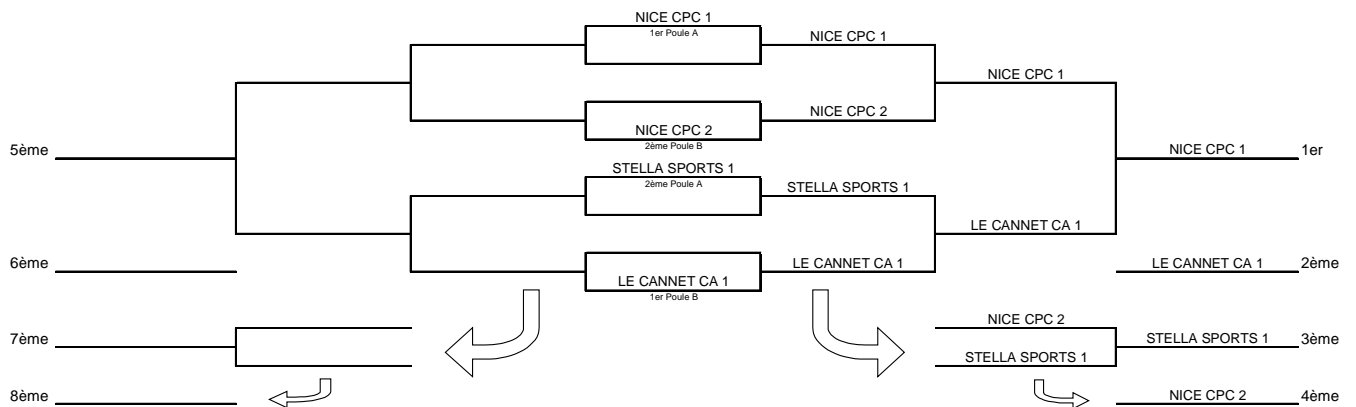 NICE CPC 1
1er Poule A
NICE CPC 1
NICE CPC 1
NICE CPC 2
NICE CPC 2
2ème Poule B
5ème
NICE CPC 1
1er
STELLA SPORTS 1
2ème Poule A
STELLA SPORTS 1
LE CANNET CA 1
6ème
LE CANNET CA 1
LE CANNET CA 1
2ème
LE CANNET CA 1
1er Poule B
NICE CPC 2
7ème
STELLA SPORTS 1
3ème
STELLA SPORTS 1
8ème
NICE CPC 2
4ème